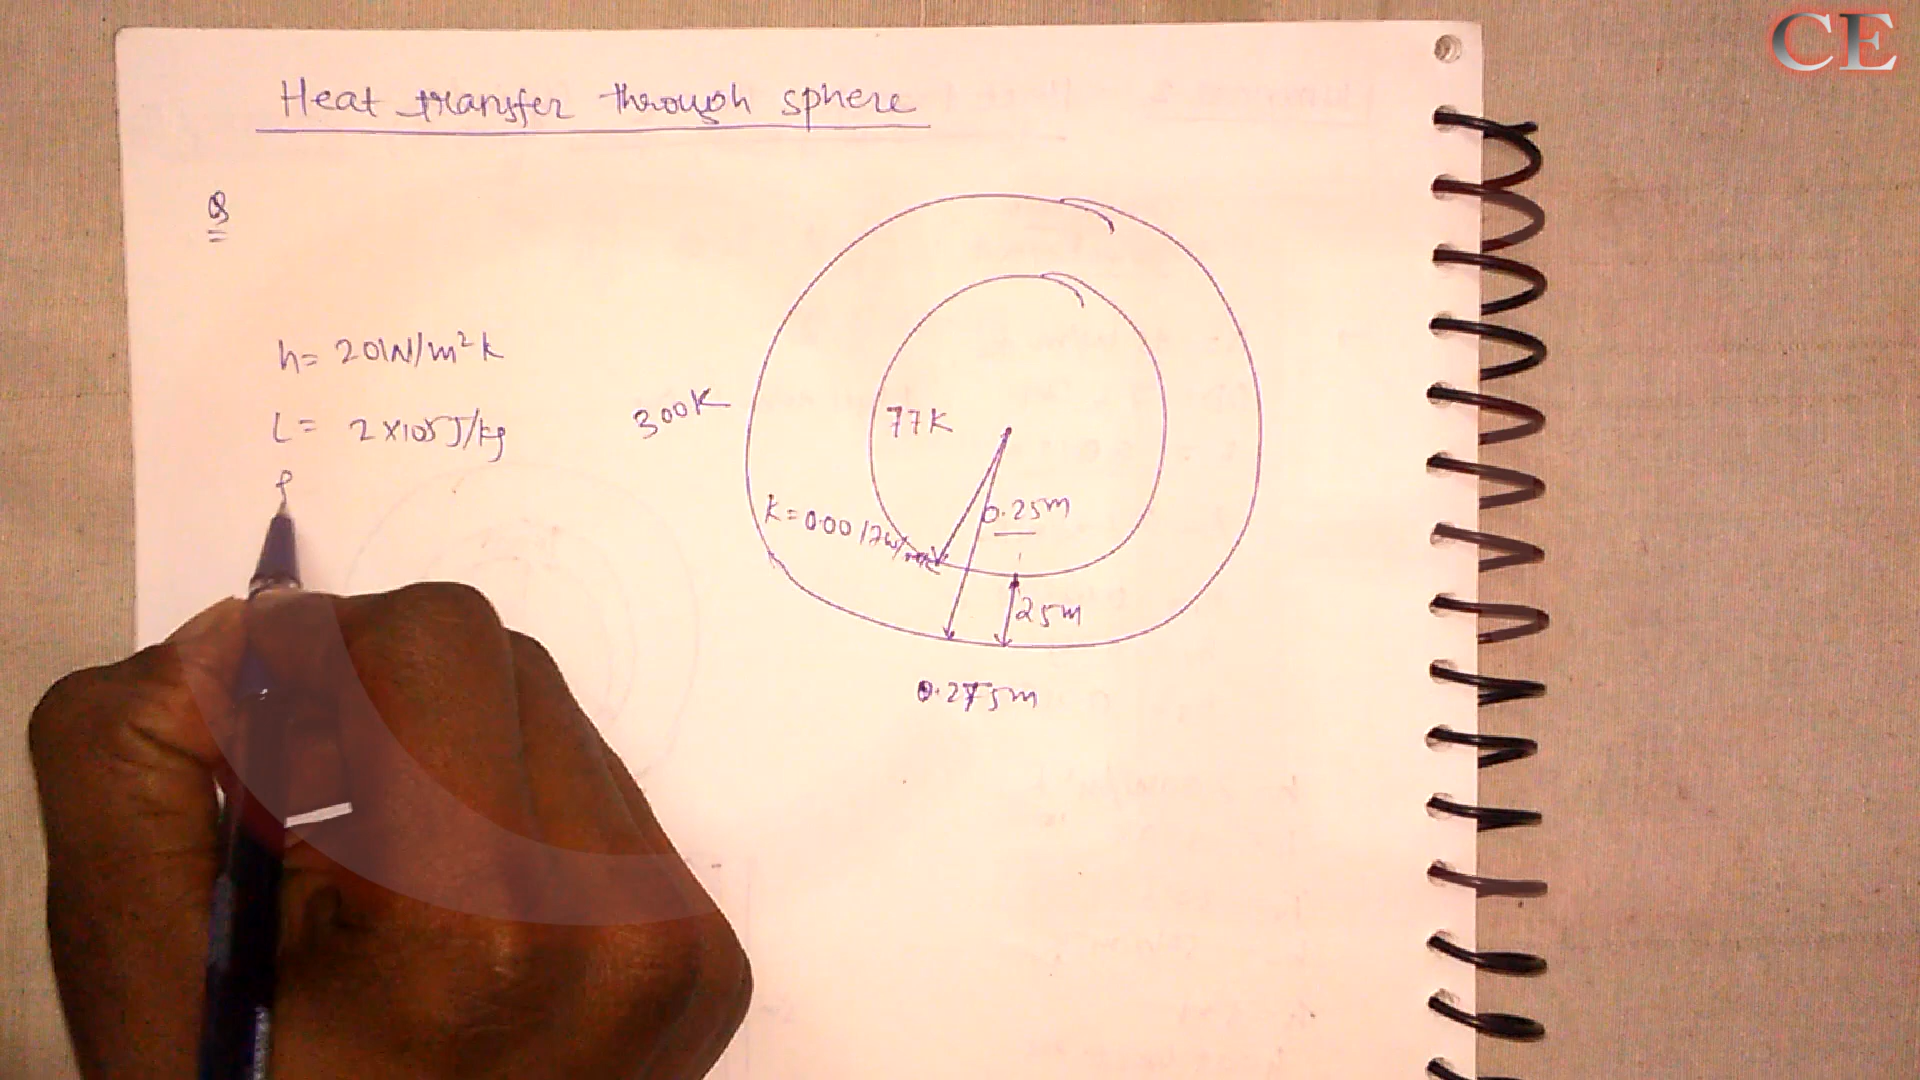 CE
Heat transfer through sphere
Q
h= 20W/m²k
L= 2×10⁵J/kg
ρ
300K
77K
0.25m
K=0.0017w/mk
25m
0.275m